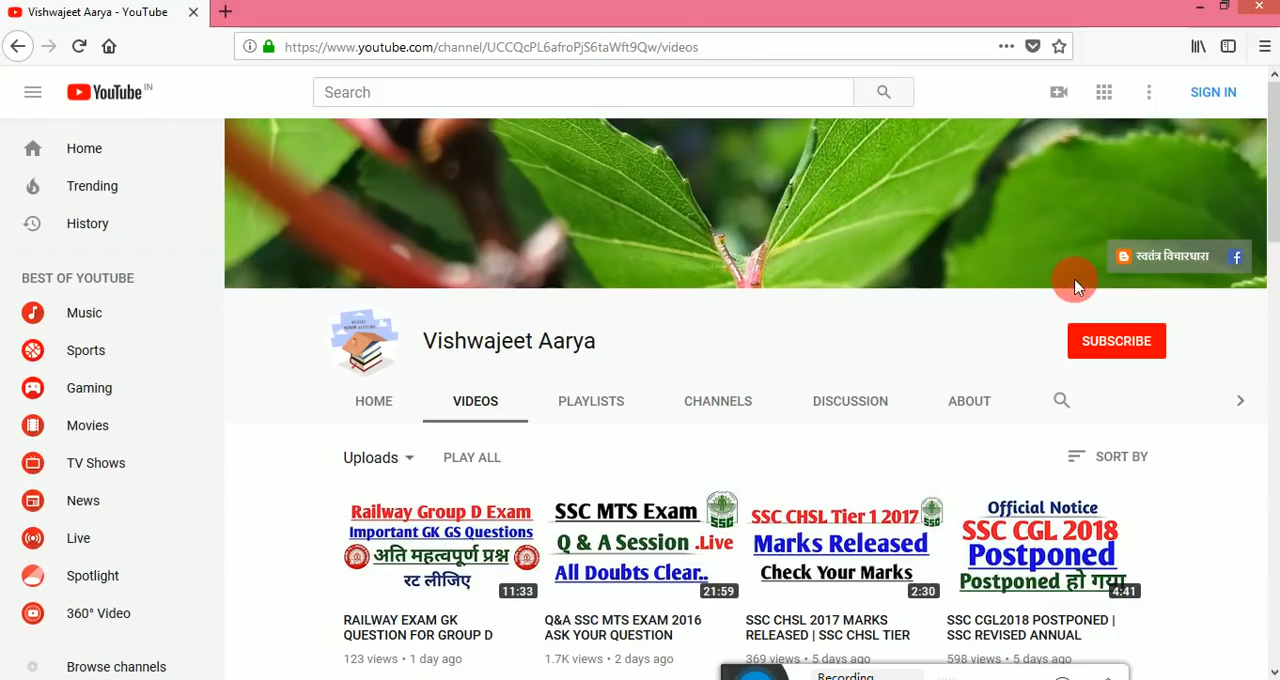 Vishwajeet Aarya - YouTube
https://www.youtube.com/channel/UCCQcPL6afroPjS6taWft9Qw/videos
YouTube IN
Search
SIGN IN
Home
Trending
History
BEST OF YOUTUBE
Music
Sports
Gaming
Movies
TV Shows
News
Live
Spotlight
360° Video
Browse channels
स्वतंत्र विचारधारा
Vishwajeet Aarya
SUBSCRIBE
HOME
VIDEOS
PLAYLISTS
CHANNELS
DISCUSSION
ABOUT
Uploads
PLAY ALL
SORT BY
Railway Group D Exam
Important GK GS Questions
अति महत्वपूर्ण प्रश्न
रट लीजिए
11:33
RAILWAY EXAM GK
QUESTION FOR GROUP D
123 views • 1 day ago
SSC MTS Exam
Q & A Session .Live
All Doubts Clear..
21:59
Q&A SSC MTS EXAM 2016
ASK YOUR QUESTION
1.7K views • 2 days ago
SSC CHSL Tier 1 2017
Marks Released
Check Your Marks
2:30
SSC CHSL 2017 MARKS
RELEASED | SSC CHSL TIER
369 views • 5 days ago
Official Notice
SSC CGL 2018
Postponed
Postponed हो गया
4:41
SSC CGL2018 POSTPONED |
SSC REVISED ANNUAL
598 views • 5 days ago
Recording